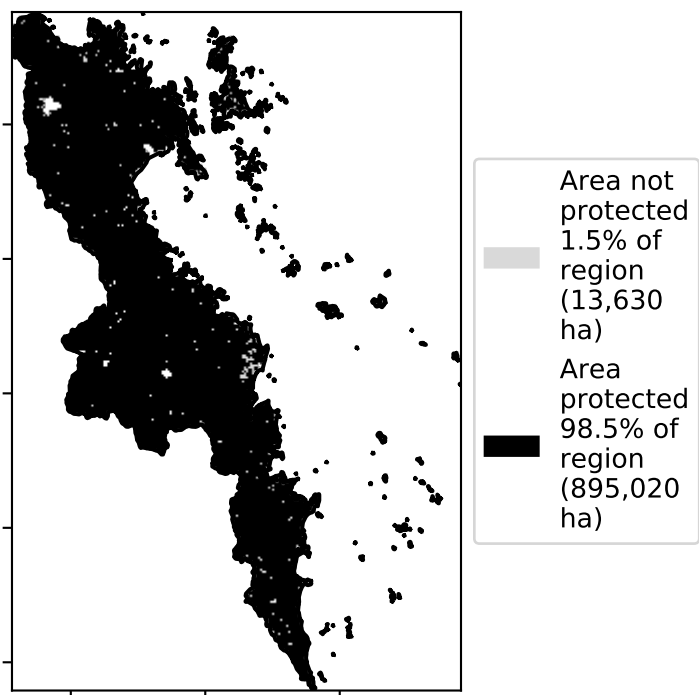 Area not
protected
1.5% of
region
(13,630
ha)
Area
protected
98.5% of
region
(895,020
ha)